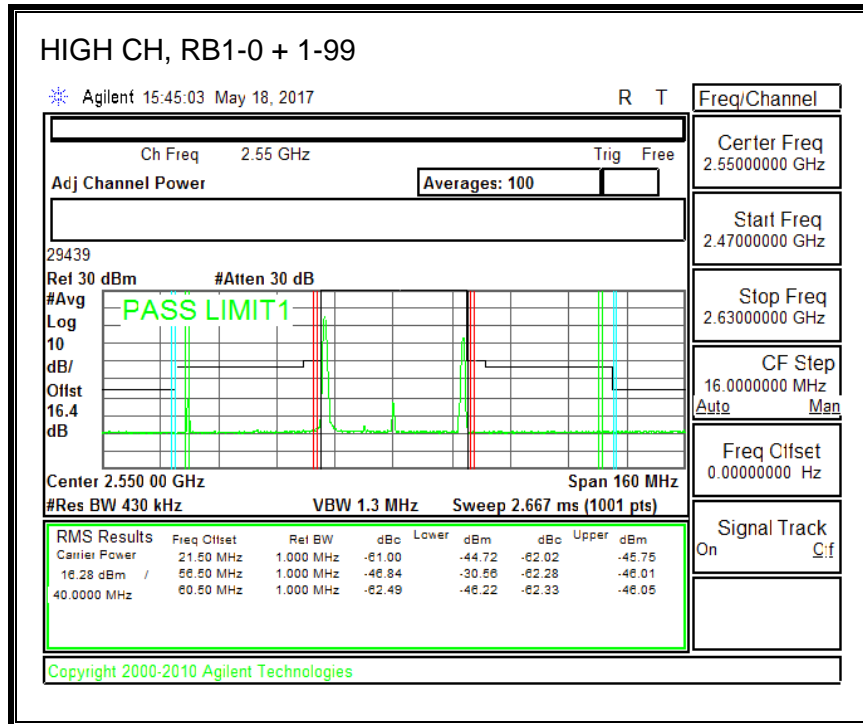 HIGH CH, RB1-0 + 1-99
Agilent 15:45:03 May 18, 2017 R T
Freq/Channel
Ch Freq 2.55 GHz Trig Free
Adj Channel Power Averages: 100
Center Freq
2.55000000 GHz
Start Freq
2.47000000 GHz
Stop Freq
2.63000000 GHz
CF Step
16.0000000 MHz
Auto Man
Freq Offset
0.00000000 Hz
Signal Track
On Off
29439
Ref 30 dBm #Atten 30 dB
#Avg
Log
10
dB/
Offst
16.4
dB
PASS LIMIT1
Center 2.550 00 GHz Span 160 MHz
#Res BW 430 kHz VBW 1.3 MHz Sweep 2.667 ms (1001 pts)
RMS Results Freq Offset Ref BW dBc Lower dBm dBc Upper dBm
Carrier Power 21.50 MHz 1.000 MHz -61.00 -44.72 -62.02 -45.75
16.28 dBm / 56.50 MHz 1.000 MHz -46.84 -30.56 -62.28 -46.01
40.0000 MHz 60.50 MHz 1.000 MHz -62.49 -46.22 -62.33 -46.05
Copyright 2000-2010 Agilent Technologies